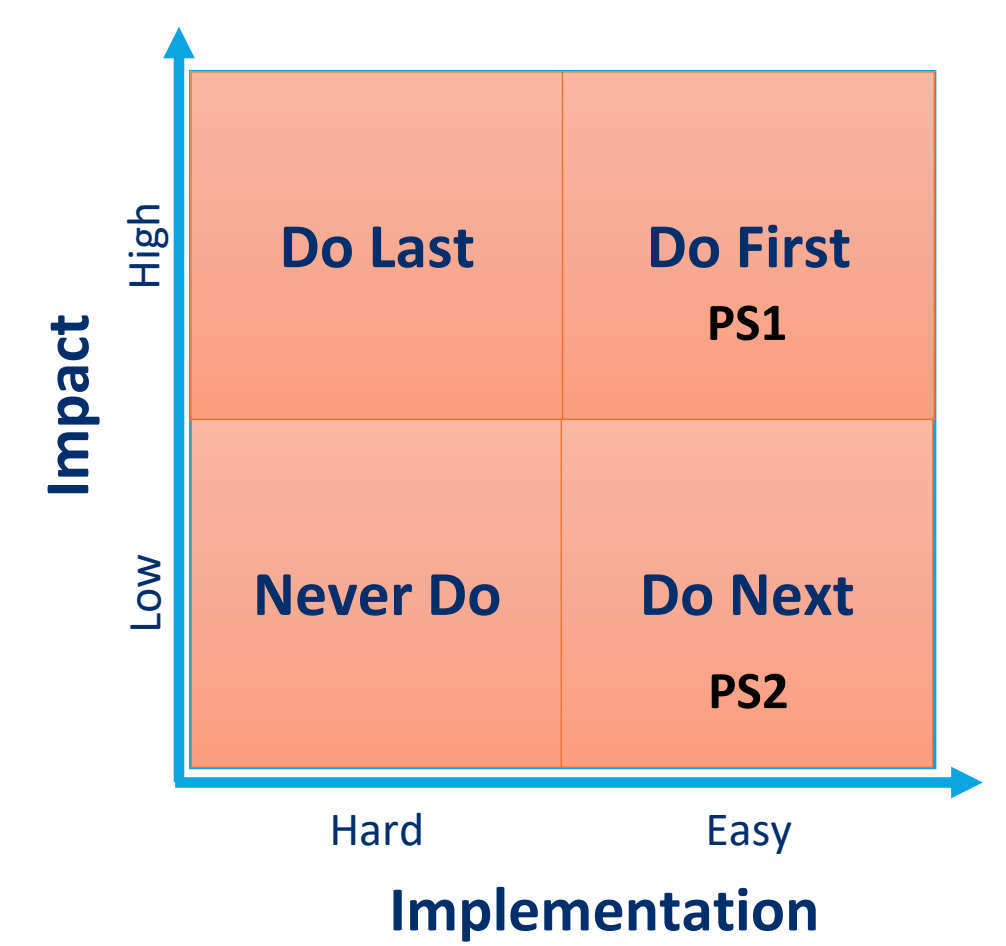 High
Do Last
Do First
PS1
Impact
Low
Never Do
Do Next
PS2
Hard
Easy
Implementation